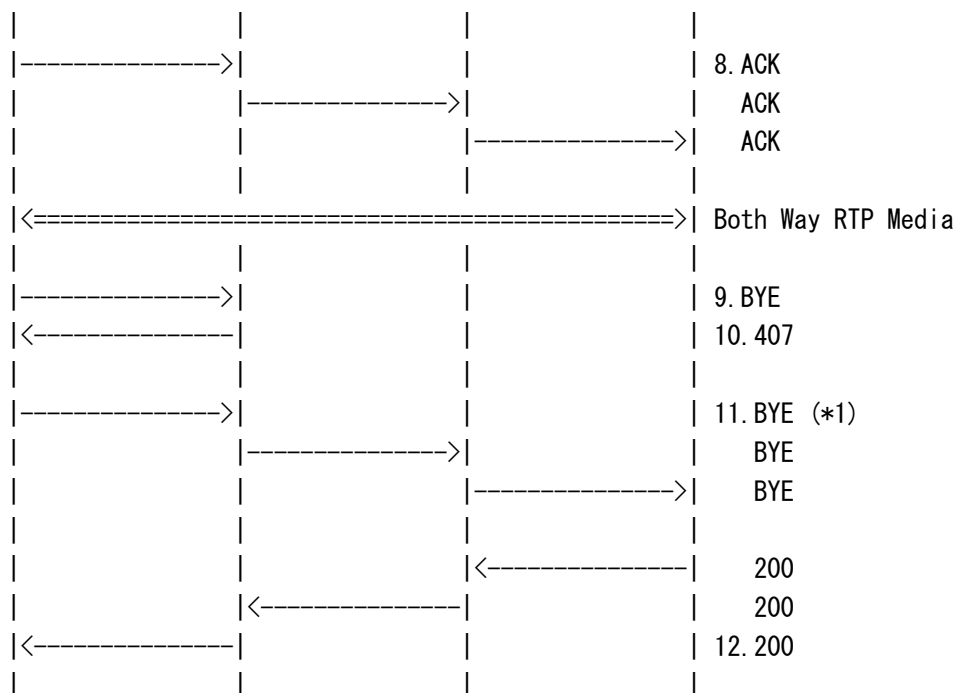 8. ACK
ACK
ACK
Both Way RTP Media
9. BYE
10. 407
11. BYE (*1)
BYE
BYE
200
200
12. 200